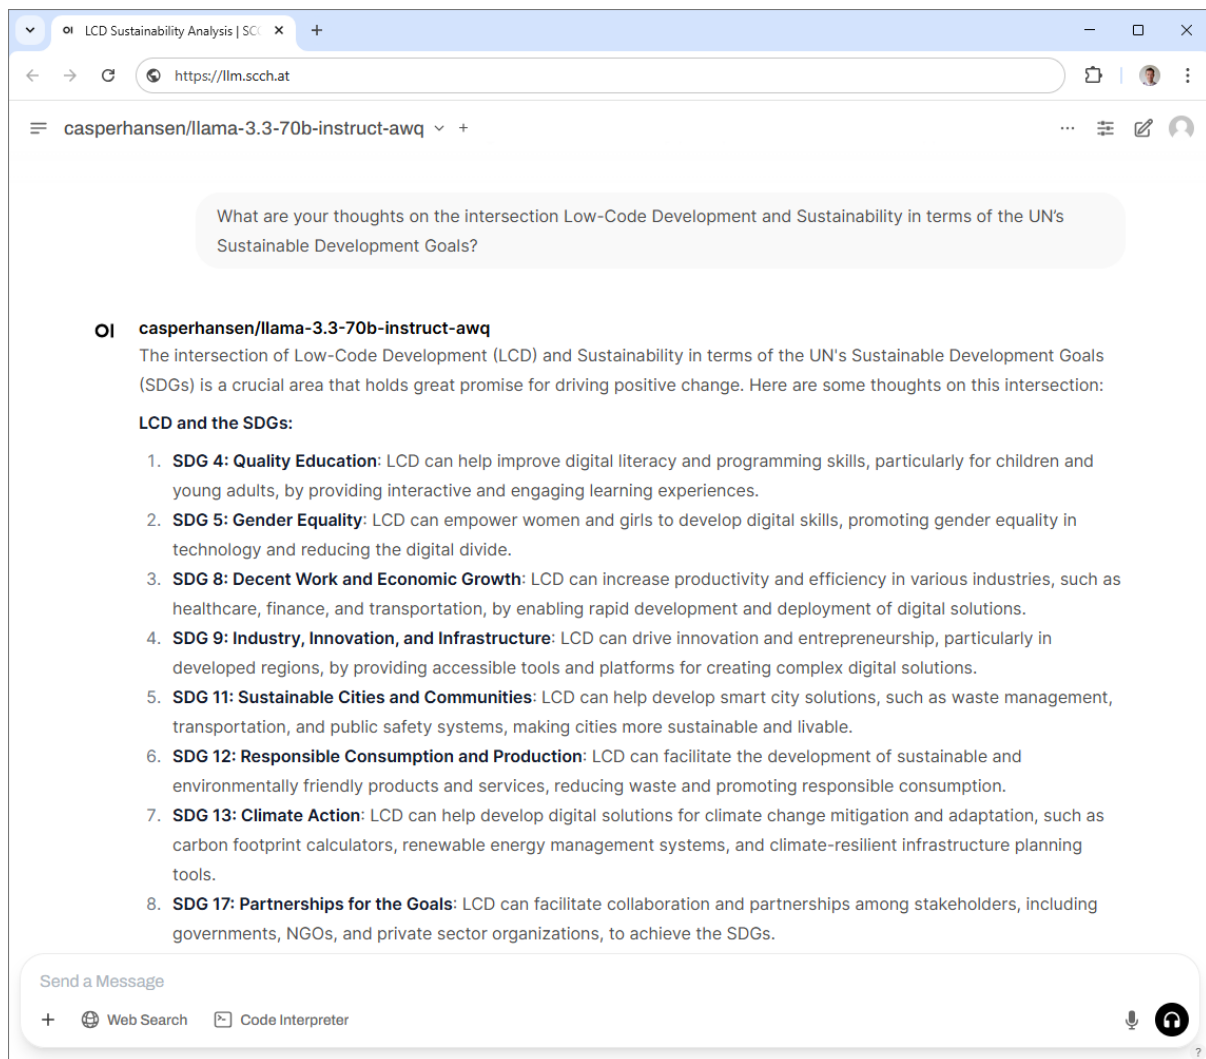 OI LCD Sustainability Analysis | SCC
https://llm.scch.at
casperhansen/llama-3.3-70b-instruct-awq
What are your thoughts on the intersection Low-Code Development and Sustainability in terms of the UN's
Sustainable Development Goals?
OI casperhansen/llama-3.3-70b-instruct-awq
The intersection of Low-Code Development (LCD) and Sustainability in terms of the UN's Sustainable Development Goals
(SDGs) is a crucial area that holds great promise for driving positive change. Here are some thoughts on this intersection:
LCD and the SDGs:
1. SDG 4: Quality Education: LCD can help improve digital literacy and programming skills, particularly for children and
young adults, by providing interactive and engaging learning experiences.
2. SDG 5: Gender Equality: LCD can empower women and girls to develop digital skills, promoting gender equality in
technology and reducing the digital divide.
3. SDG 8: Decent Work and Economic Growth: LCD can increase productivity and efficiency in various industries, such as
healthcare, finance, and transportation, by enabling rapid development and deployment of digital solutions.
4. SDG 9: Industry, Innovation, and Infrastructure: LCD can drive innovation and entrepreneurship, particularly in
developed regions, by providing accessible tools and platforms for creating complex digital solutions.
5. SDG 11: Sustainable Cities and Communities: LCD can help develop smart city solutions, such as waste management,
transportation, and public safety systems, making cities more sustainable and livable.
6. SDG 12: Responsible Consumption and Production: LCD can facilitate the development of sustainable and
environmentally friendly products and services, reducing waste and promoting responsible consumption.
7. SDG 13: Climate Action: LCD can help develop digital solutions for climate change mitigation and adaptation, such as
carbon footprint calculators, renewable energy management systems, and climate-resilient infrastructure planning
tools.
8. SDG 17: Partnerships for the Goals: LCD can facilitate collaboration and partnerships among stakeholders, including
governments, NGOs, and private sector organizations, to achieve the SDGs.
Send a Message
Web Search Code Interpreter
?